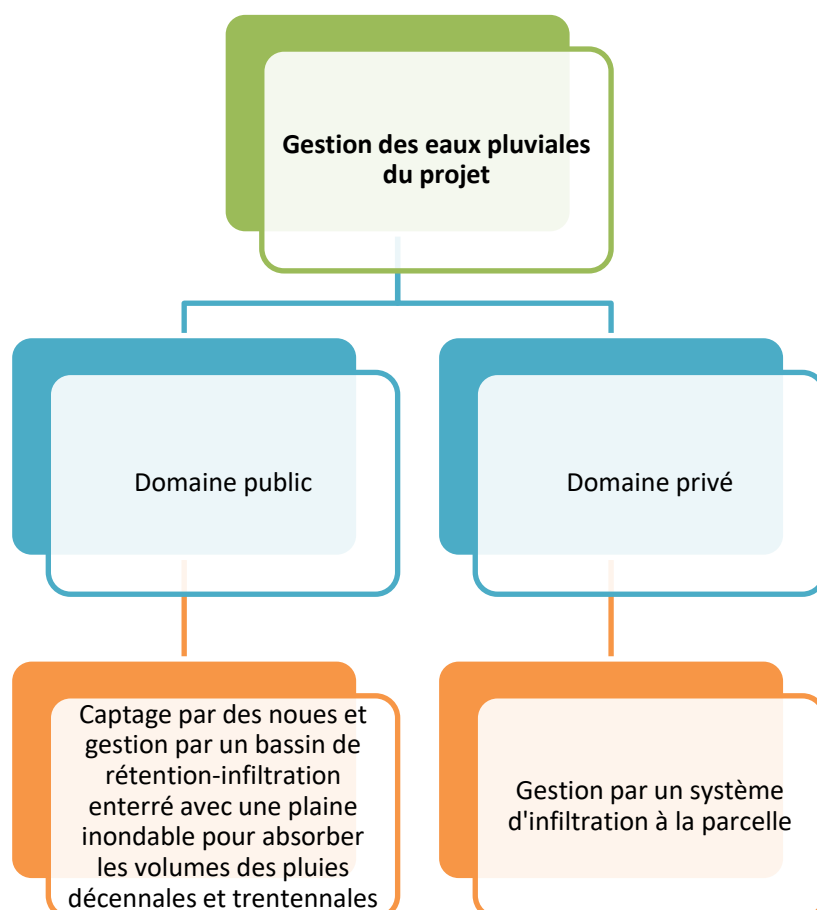 Gestion des eaux pluviales
du projet
Domaine public
Domaine privé
Captage par des noues et
gestion par un bassin de
rétention-infiltration
enterré avec une plaine
inondable pour absorber
les volumes des pluies
décennales et trentennales
Gestion par un système
d'infiltration à la parcelle